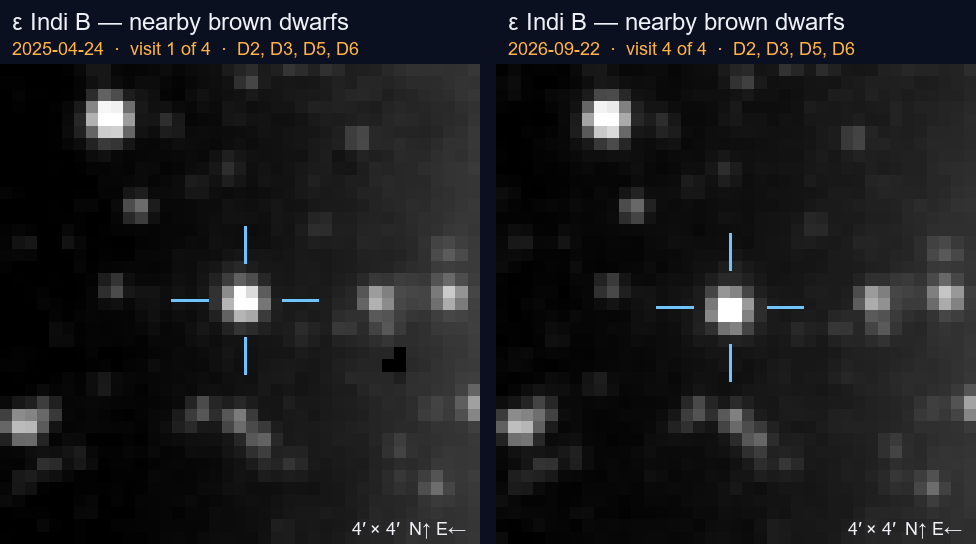 ε Indi B — nearby brown dwarfs
2025-04-24 · visit 1 of 4 · D2, D3, D5, D6
4′ × 4′ N↑ E←
ε Indi B — nearby brown dwarfs
2026-09-22 · visit 4 of 4 · D2, D3, D5, D6
4′ × 4′ N↑ E←